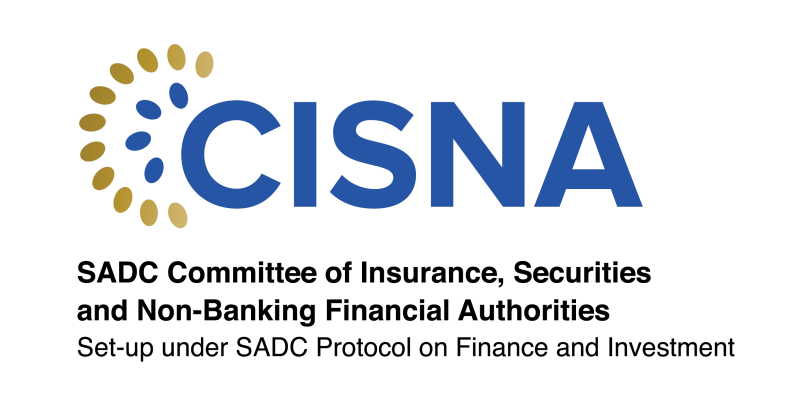 CISNA
SADC Committee of Insurance, Securities
and Non-Banking Financial Authorities
Set-up under SADC Protocol on Finance and Investment